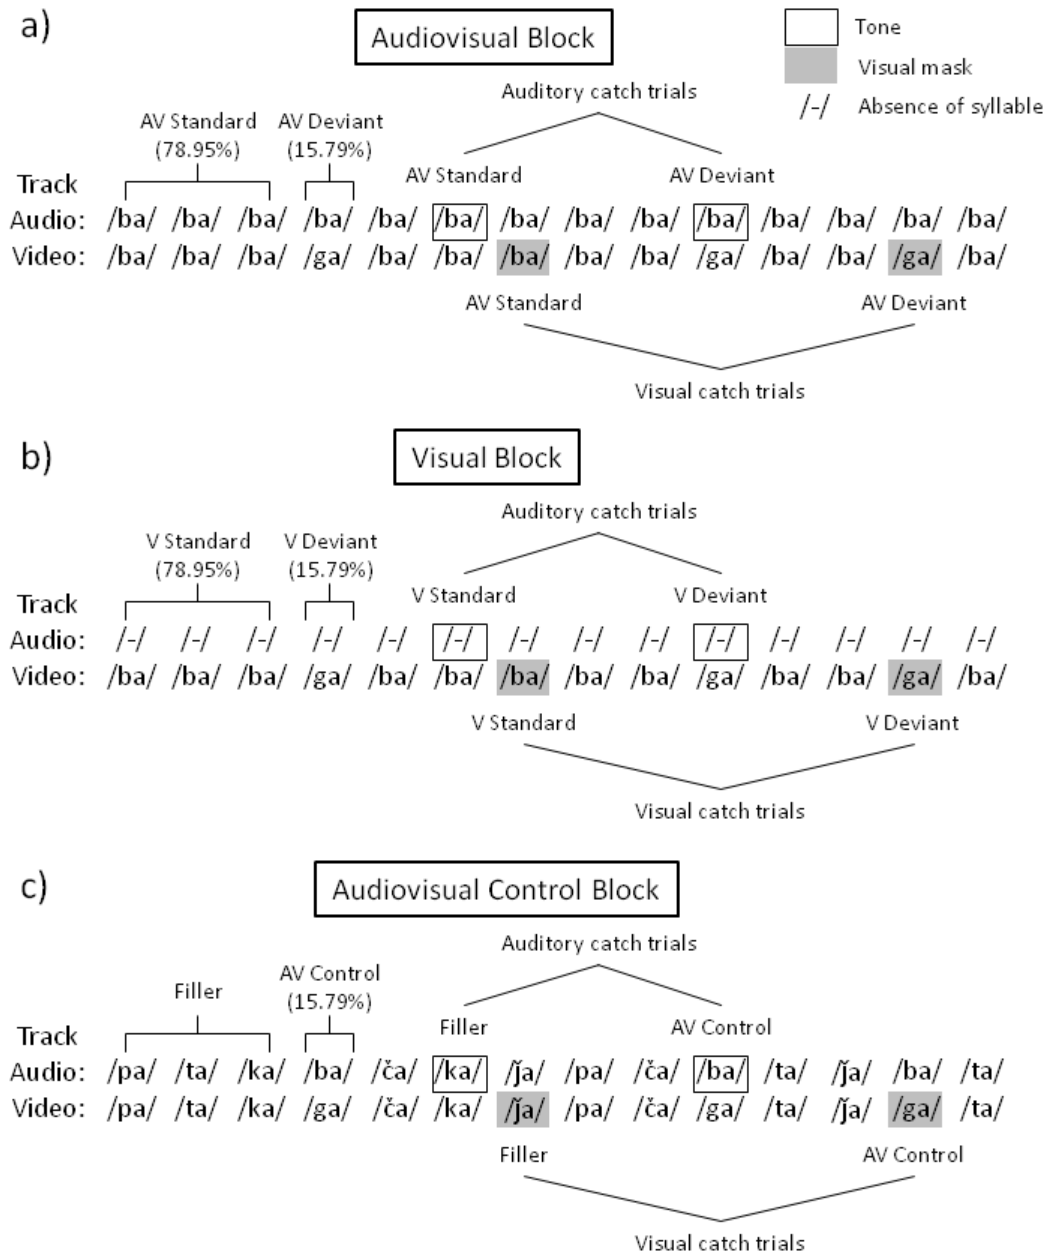 a)
Audiovisual Block
Tone
Visual mask
/-/ Absence of syllable
Auditory catch trials
AV Standard AV Deviant
(78.95%) (15.79%)
AV Standard AV Deviant
Track
Audio: /ba/ /ba/ /ba/ /ba/ /ba/ /ba/ /ba/ /ba/ /ba/ /ba/ /ba/ /ba/ /ba/ /ba/
Video: /ba/ /ba/ /ba/ /ga/ /ba/ /ba/ /ba/ /ba/ /ba/ /ga/ /ba/ /ba/ /ga/ /ba/
AV Standard AV Deviant
Visual catch trials
b)
Visual Block
Auditory catch trials
V Standard V Deviant
(78.95%) (15.79%)
V Standard V Deviant
Track
Audio: /-/ /-/ /-/ /-/ /-/ /-/ /-/ /-/ /-/ /-/ /-/ /-/ /-/ /-/
Video: /ba/ /ba/ /ba/ /ga/ /ba/ /ba/ /ba/ /ba/ /ba/ /ga/ /ba/ /ba/ /ga/ /ba/
V Standard V Deviant
Visual catch trials
c)
Audiovisual Control Block
Auditory catch trials
AV Control
Filler (15.79%)
Filler AV Control
Track
Audio: /pa/ /ta/ /ka/ /ba/ /ča/ /ka/ /ǰa/ /pa/ /ča/ /ba/ /ta/ /ǰa/ /ba/ /ta/
Video: /pa/ /ta/ /ka/ /ga/ /ča/ /ka/ /ǰa/ /pa/ /ča/ /ga/ /ta/ /ǰa/ /ga/ /ta/
Filler AV Control
Visual catch trials